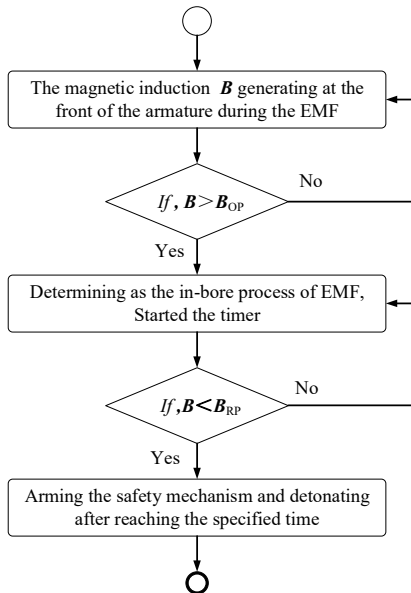 The magnetic induction B generating at the
front of the armature during the EMF
If, B>B_OP
No
Yes
Determining as the in-bore process of EMF,
Started the timer
If,B<B_RP
No
Yes
Arming the safety mechanism and detonating
after reaching the specified time